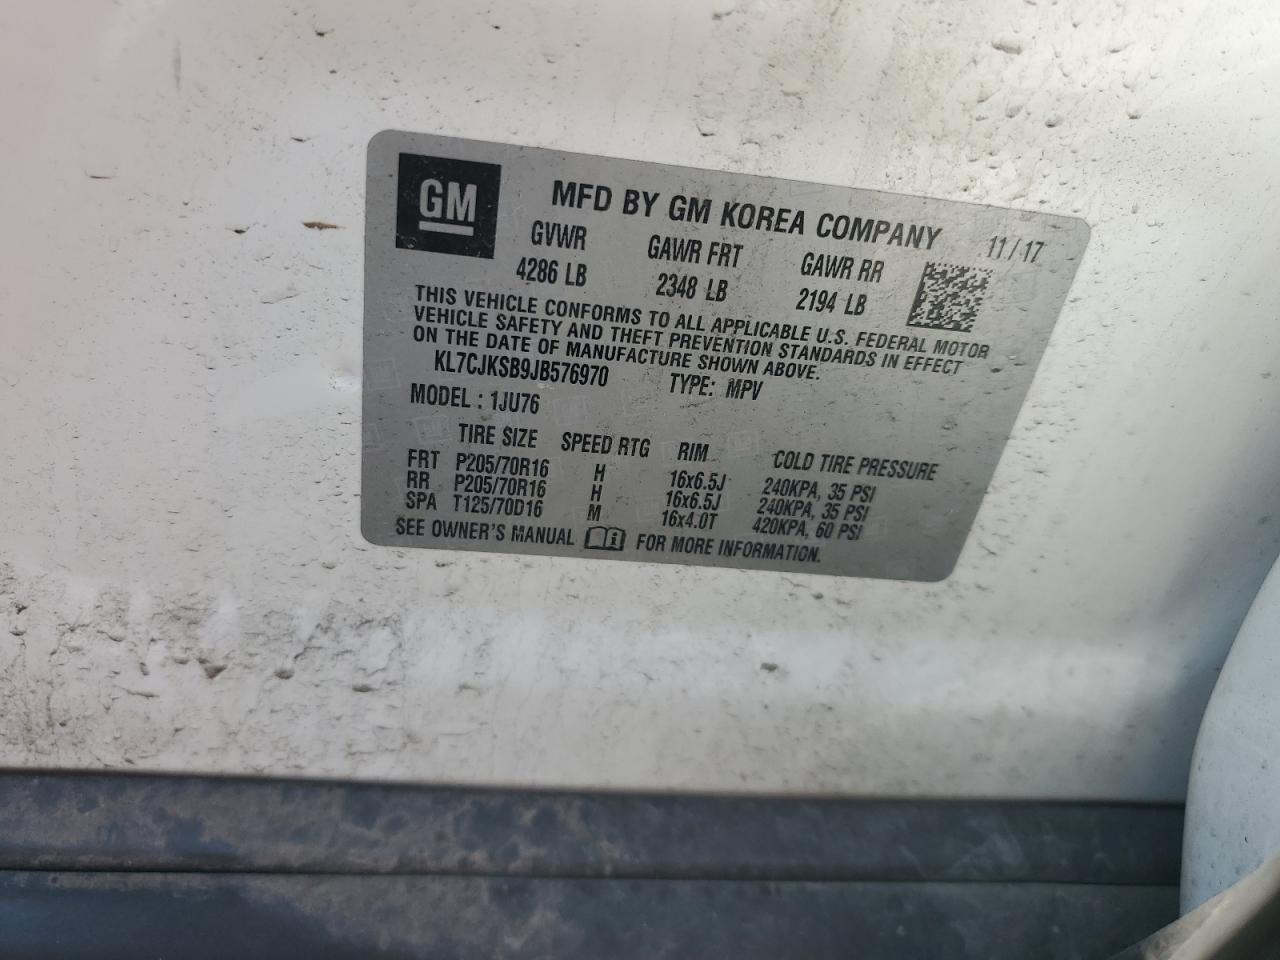 GM
MFD BY GM KOREA COMPANY 11/17
GVWR GAWR FRT GAWR RR
4286 LB 2348 LB 2194 LB
THIS VEHICLE CONFORMS TO ALL APPLICABLE U.S. FEDERAL MOTOR
VEHICLE SAFETY AND THEFT PREVENTION STANDARDS IN EFFECT
ON THE DATE OF MANUFACTURE SHOWN ABOVE.
KL7CJKSB9JB576970 TYPE: MPV
MODEL : 1JU76
TIRE SIZE SPEED RTG RIM COLD TIRE PRESSURE
FRT P205/70R16 H 16x6.5J 240KPA, 35 PSI
RR P205/70R16 H 16x6.5J 240KPA, 35 PSI
SPA T125/70D16 M 16x4.0T 420KPA, 60 PSI
SEE OWNER'S MANUAL FOR MORE INFORMATION.